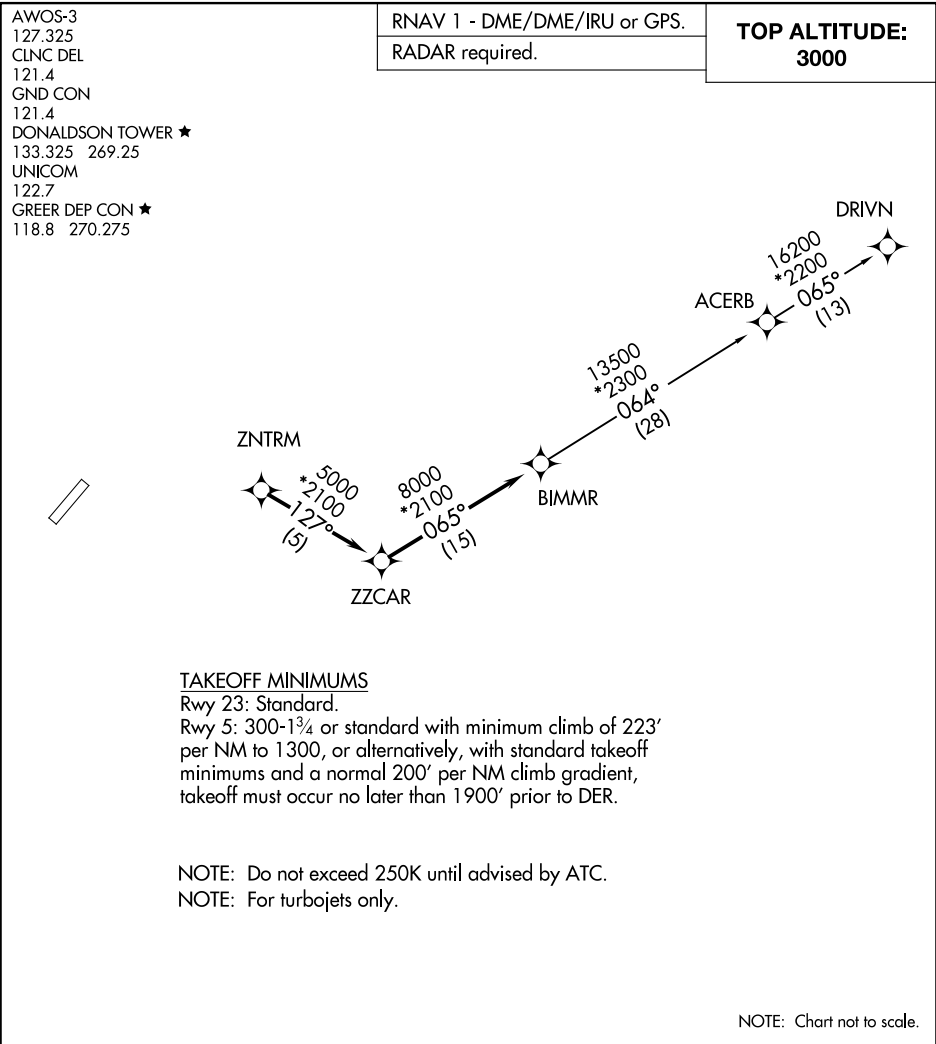 AWOS-3
127.325
CLNC DEL
121.4
GND CON
121.4
DONALDSON TOWER ★
133.325 269.25
UNICOM
122.7
GREER DEP CON ★
118.8 270.275
RNAV 1 - DME/DME/IRU or GPS.
RADAR required.
TOP ALTITUDE:
3000
DRIVN
16200
*2200
065°
(13)
ACERB
13500
*2300
064°
(28)
ZNTRM
5000
*2100
127°
(5)
8000
*2100
065°
(15)
BIMMR
ZZCAR
TAKEOFF MINIMUMS
Rwy 23: Standard.
Rwy 5: 300-1¾ or standard with minimum climb of 223′
per NM to 1300, or alternatively, with standard takeoff
minimums and a normal 200′ per NM climb gradient,
takeoff must occur no later than 1900′ prior to DER.
NOTE: Do not exceed 250K until advised by ATC.
NOTE: For turbojets only.
NOTE: Chart not to scale.